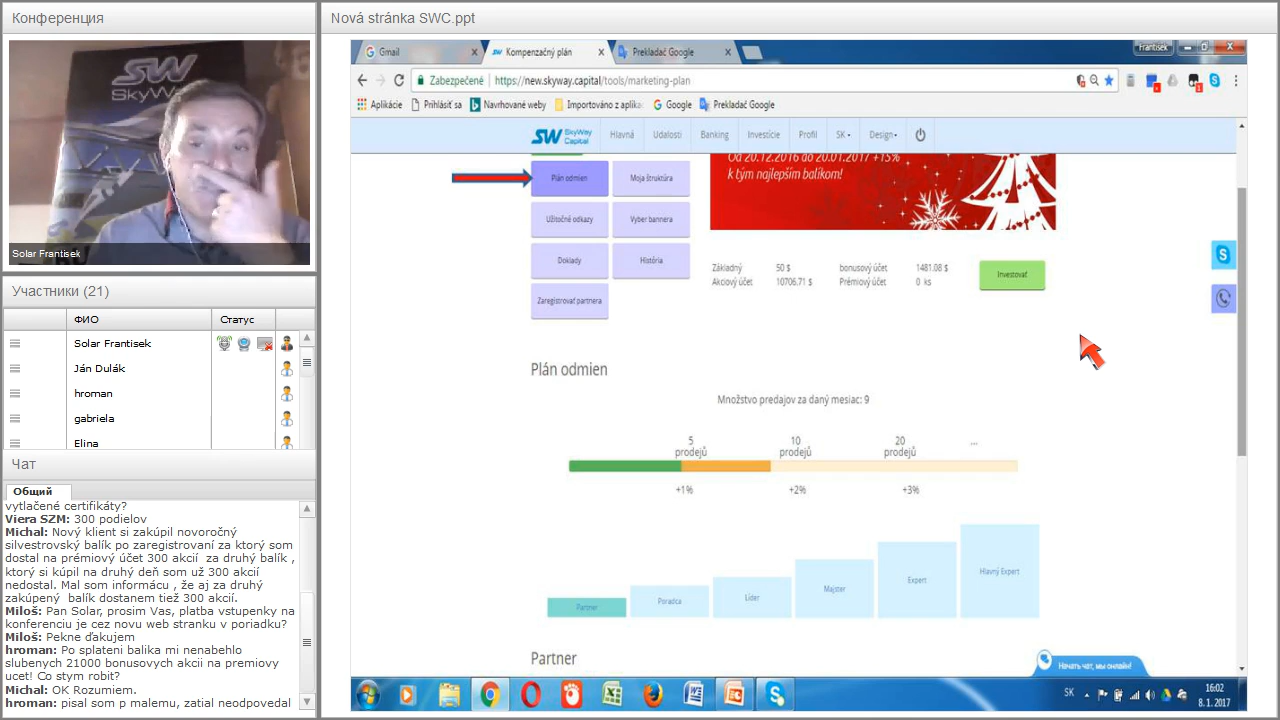 Конференция
SW
SkyWay
Solar Frantisek
Участники (21)
ФИО
Статус
Solar Frantisek
Ján Dulák
hroman
gabriela
Elina
Чат
Общий
vytlačené certifikáty?
Viera SZM: 300 podielov
Michal: Nový klient si zakúpil novoročný
silvestrovský balík po zaregistrovaní za ktorý som
dostal na prémiový účet 300 akcií za druhý balík ,
ktorý si kúpil na druhý deň som už 300 akcií
nedostal. Mal som informácu , že aj za druhý
zakúpený balík dostanem tiež 300 akcií.
Miloš: Pan Solar, prosim Vas, platba vstupenky na
konferenciu je cez novu web stranku v poriadku?
Miloš: Pekne ďakujem
hroman: Po splateni balika mi nenabehlo
slubenych 21000 bonusovych akcii na premiovy
ucet! Co stym robit?
Michal: OK Rozumiem.
hroman: pisal som p malemu, zatial neodpovedal
Nová stránka SWC.ppt
Gmail
Kompenzačný plán
Prekladač Google
František
Zabezpečené
https://new.skyway.capital/tools/marketing-plan
Aplikácie
Prihlásiť sa
Navrhované weby
Importováno z aplika
Google
Prekladač Google
SW SkyWay Capital
Hlavná
Udalosti
Banking
Investície
Profil
SK
Design
Od 20.12.2016 do 20.01.2017 +15%
k tým najlepším balíkom!
Plán odmien
Moja štruktúra
Užitočné odkazy
Vyber bannera
Doklady
História
Zaregistrovať partnera
Základný 50 $ bonusový účet 1481.08 $
Akciový účet 10706.71 $ Prémiový účet 0 ks
Investovať
Plán odmien
Množstvo predajov za daný mesiac: 9
5 prodejů
10 prodejů
20 prodejů
...
+1%
+2%
+3%
Partner
Poradca
Líder
Majster
Expert
Hlavný Expert
Partner
Начать чат, мы онлайн!
SK
16:02
8. 1. 2017